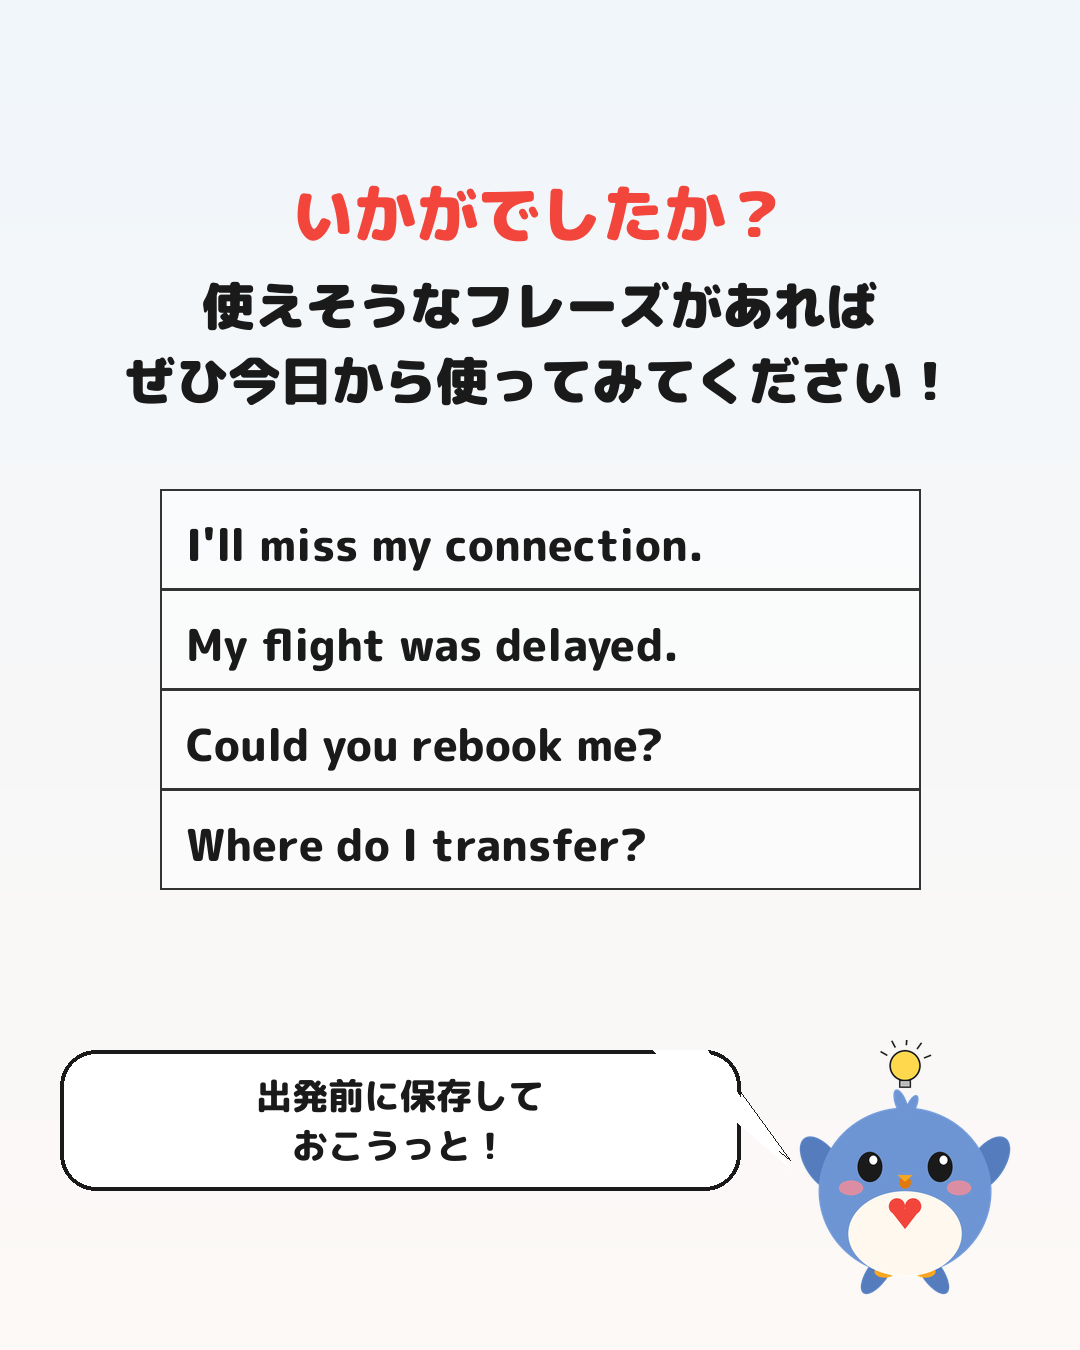 いかがでしたか？
使えそうなフレーズがあれば
ぜひ今日から使ってみてください！
I'll miss my connection.
My flight was delayed.
Could you rebook me?
Where do I transfer?
出発前に保存して
おこうっと！